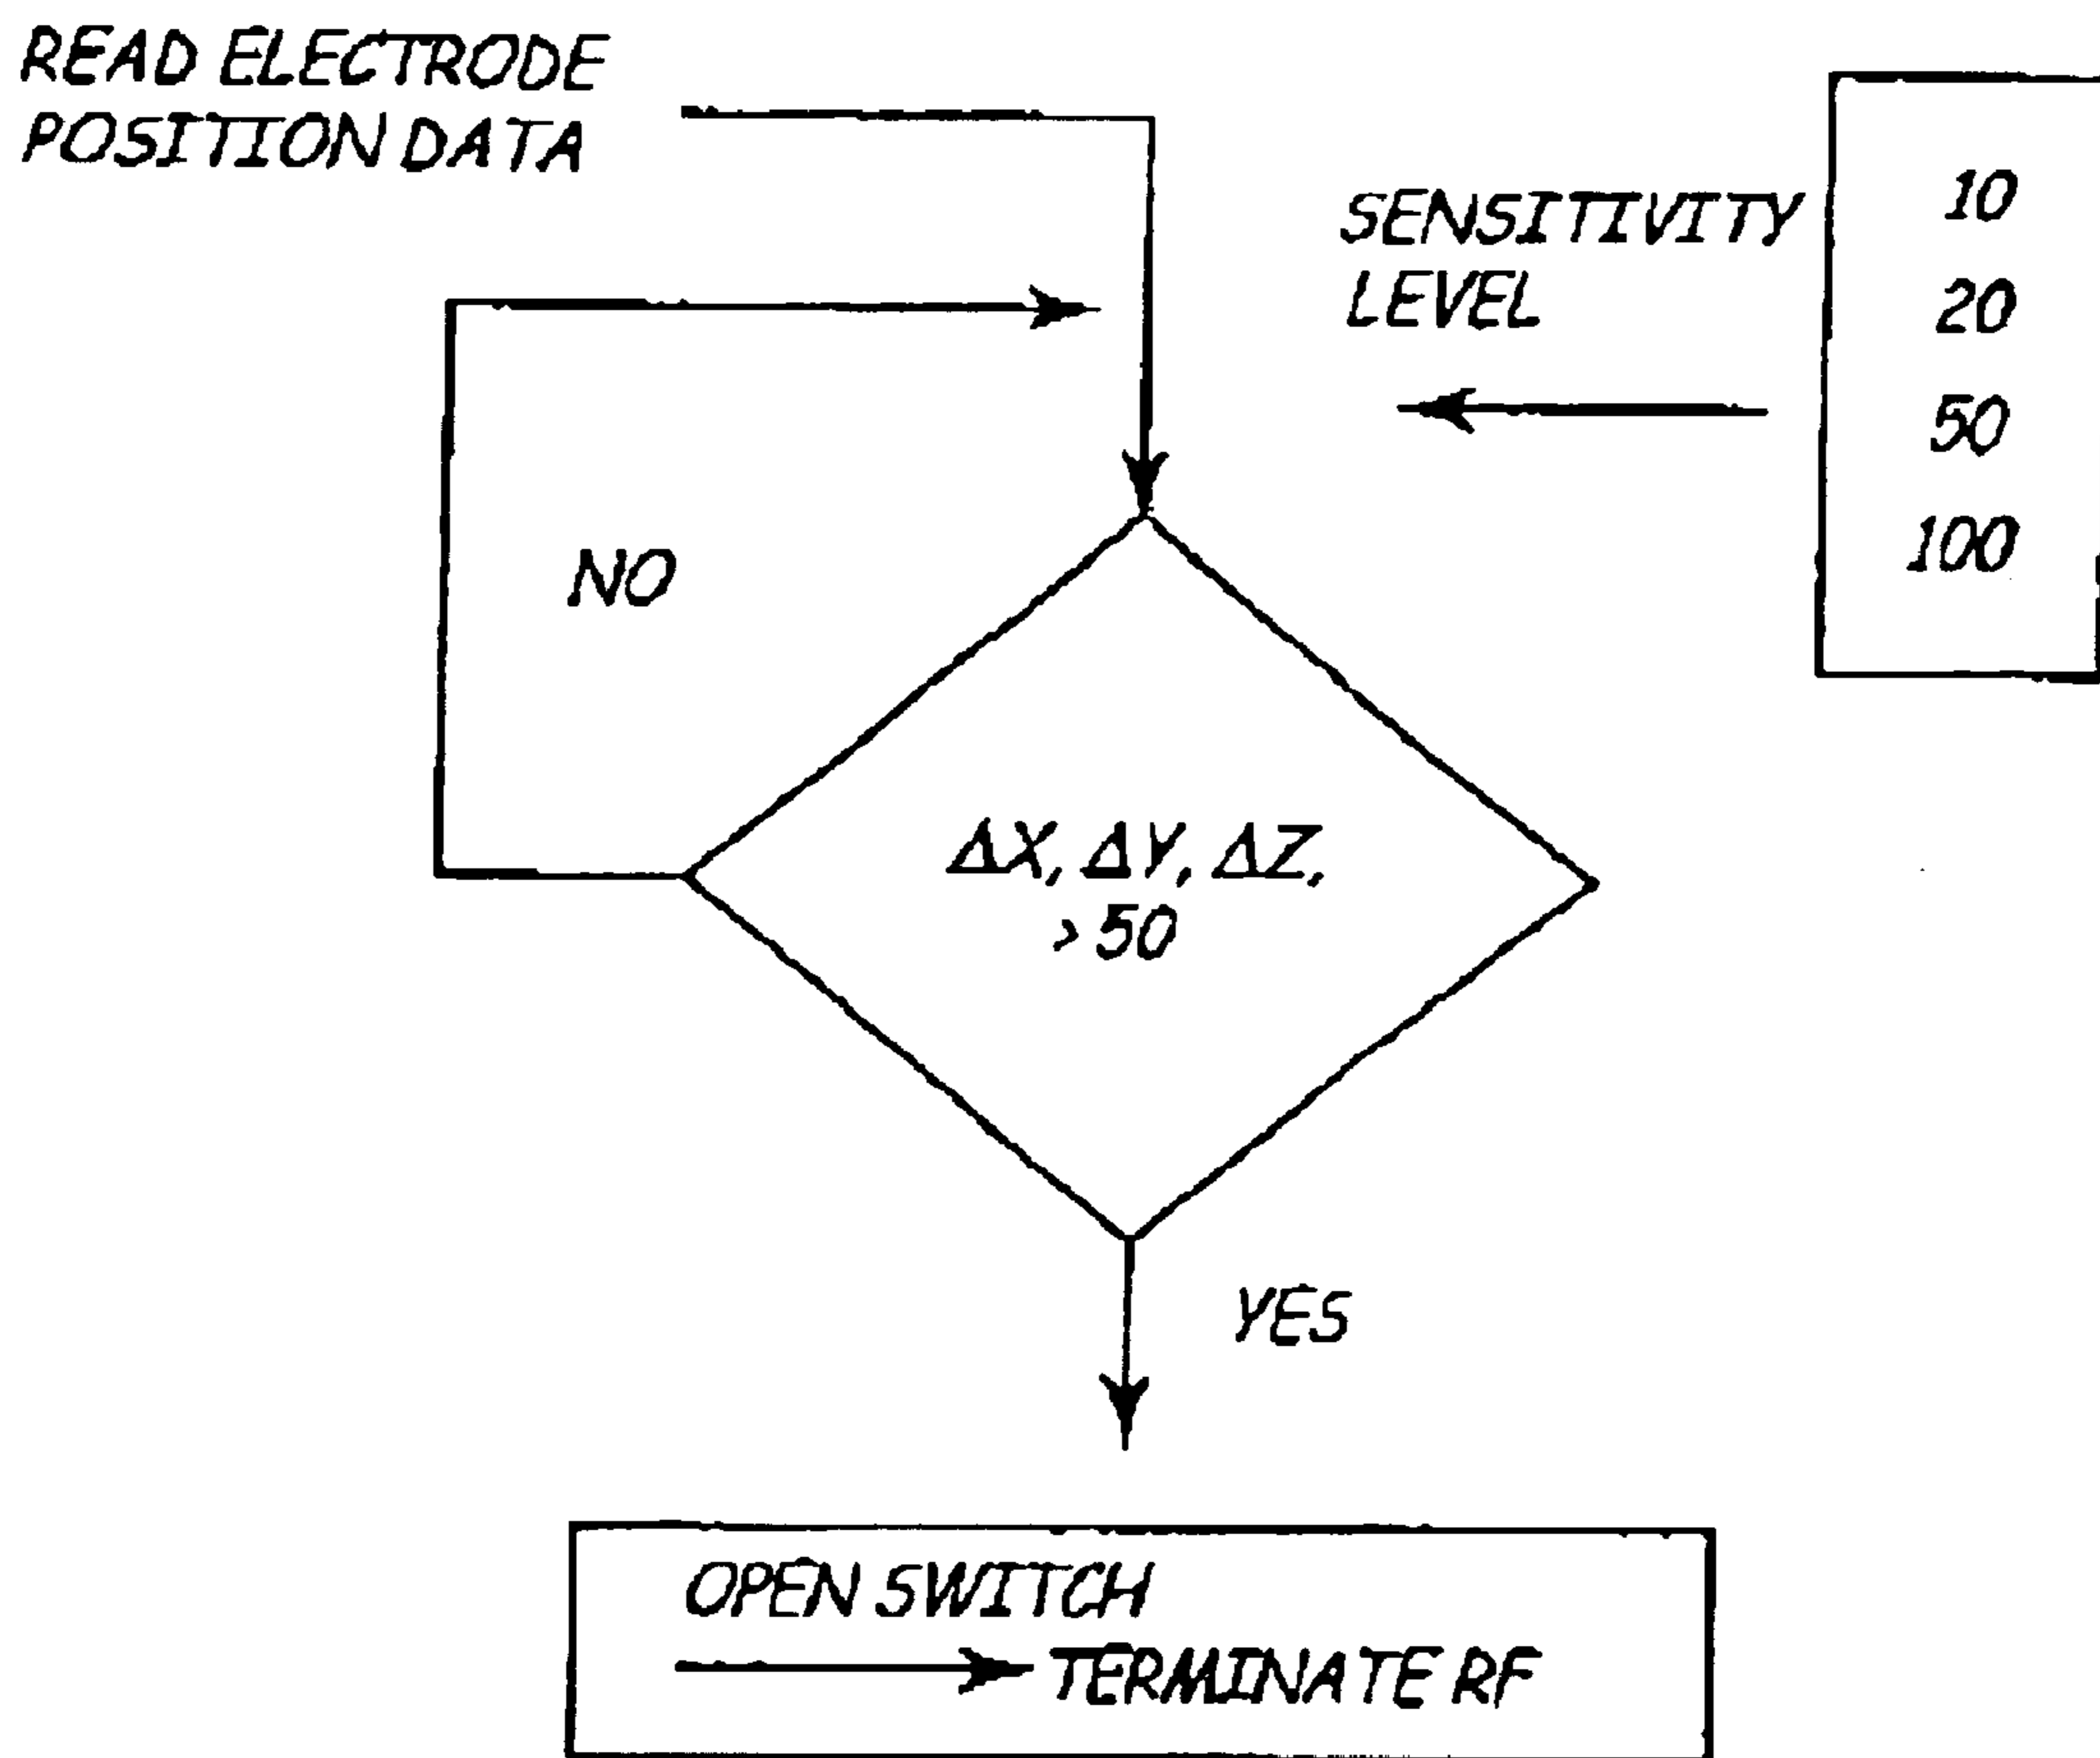 READ ELECTRODE
POSITION DATA
SENSITIVITY
LEVEL
10
20
50
100
NO
ΔX, ΔY, ΔZ,
>50
YES
OPEN SWITCH
TERMINATE RF